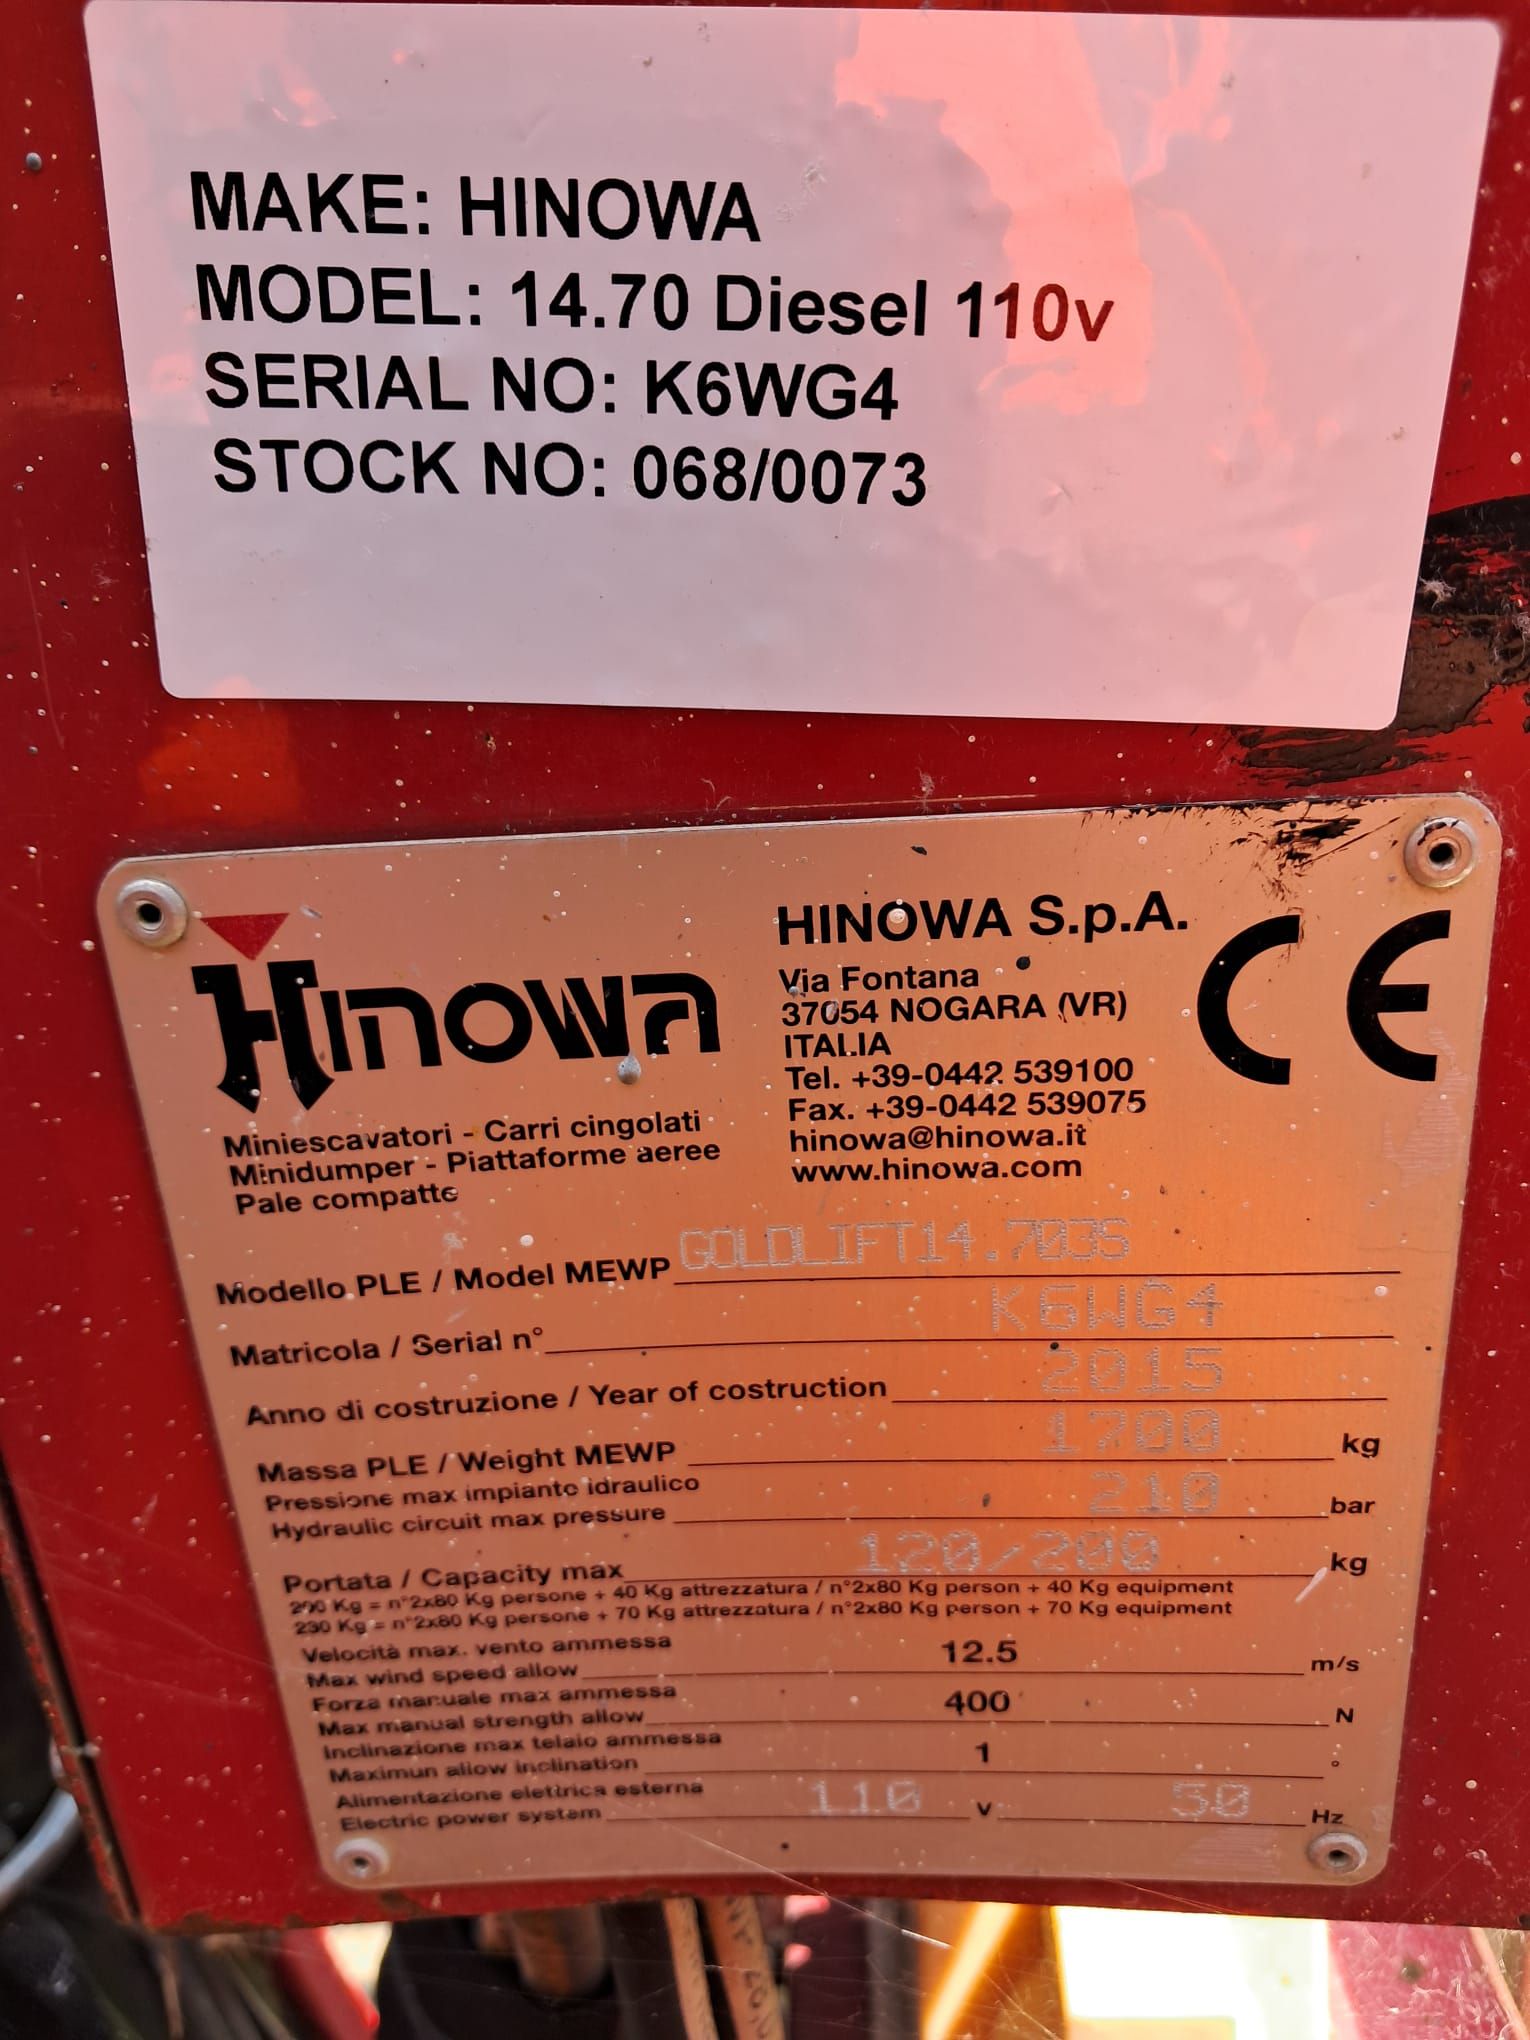 MAKE: HINOWA
MODEL: 14.70 Diesel 110v
SERIAL NO: K6WG4
STOCK NO: 068/0073
HINOWA
Miniescavatori - Carri cingolati
Minidumper - Piattaforme aeree
Pale compatte
HINOWA S.p.A.
Via Fontana
37054 NOGARA (VR)
ITALIA
Tel. +39-0442 539100
Fax. +39-0442 539075
hinowa@hinowa.it
www.hinowa.com
CE
Modello PLE / Model MEWP GOLDLIFT14.703S
Matricola / Serial n° K6WG4
Anno di costruzione / Year of costruction 2015
Massa PLE / Weight MEWP 1700 kg
Pressione max impianto idraulico
Hydraulic circuit max pressure 210 bar
Portata / Capacity max 120/200 kg
200 Kg = n°2x80 Kg persone + 40 Kg attrezzatura / n°2x80 Kg person + 40 Kg equipment
230 Kg = n°2x80 Kg persone + 70 Kg attrezzatura / n°2x80 Kg person + 70 Kg equipment
Velocità max. vento ammessa
Max wind speed allow 12.5 m/s
Forza manuale max ammessa
Max manual strength allow 400 N
Inclinazione max telaio ammessa
Maximun allow inclination 1 °
Alimentazione elettrica esterna
Electric power system 110 V 50 Hz